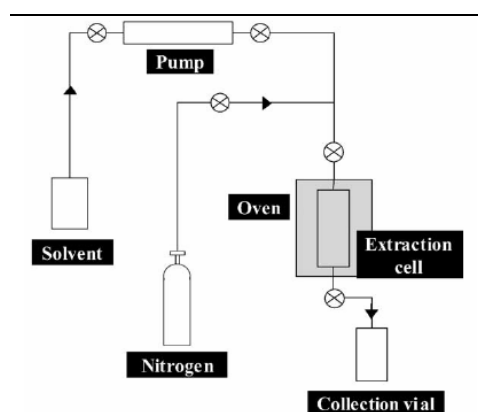 Pump
Oven
Solvent
Extraction
cell
Nitrogen
Collection vial